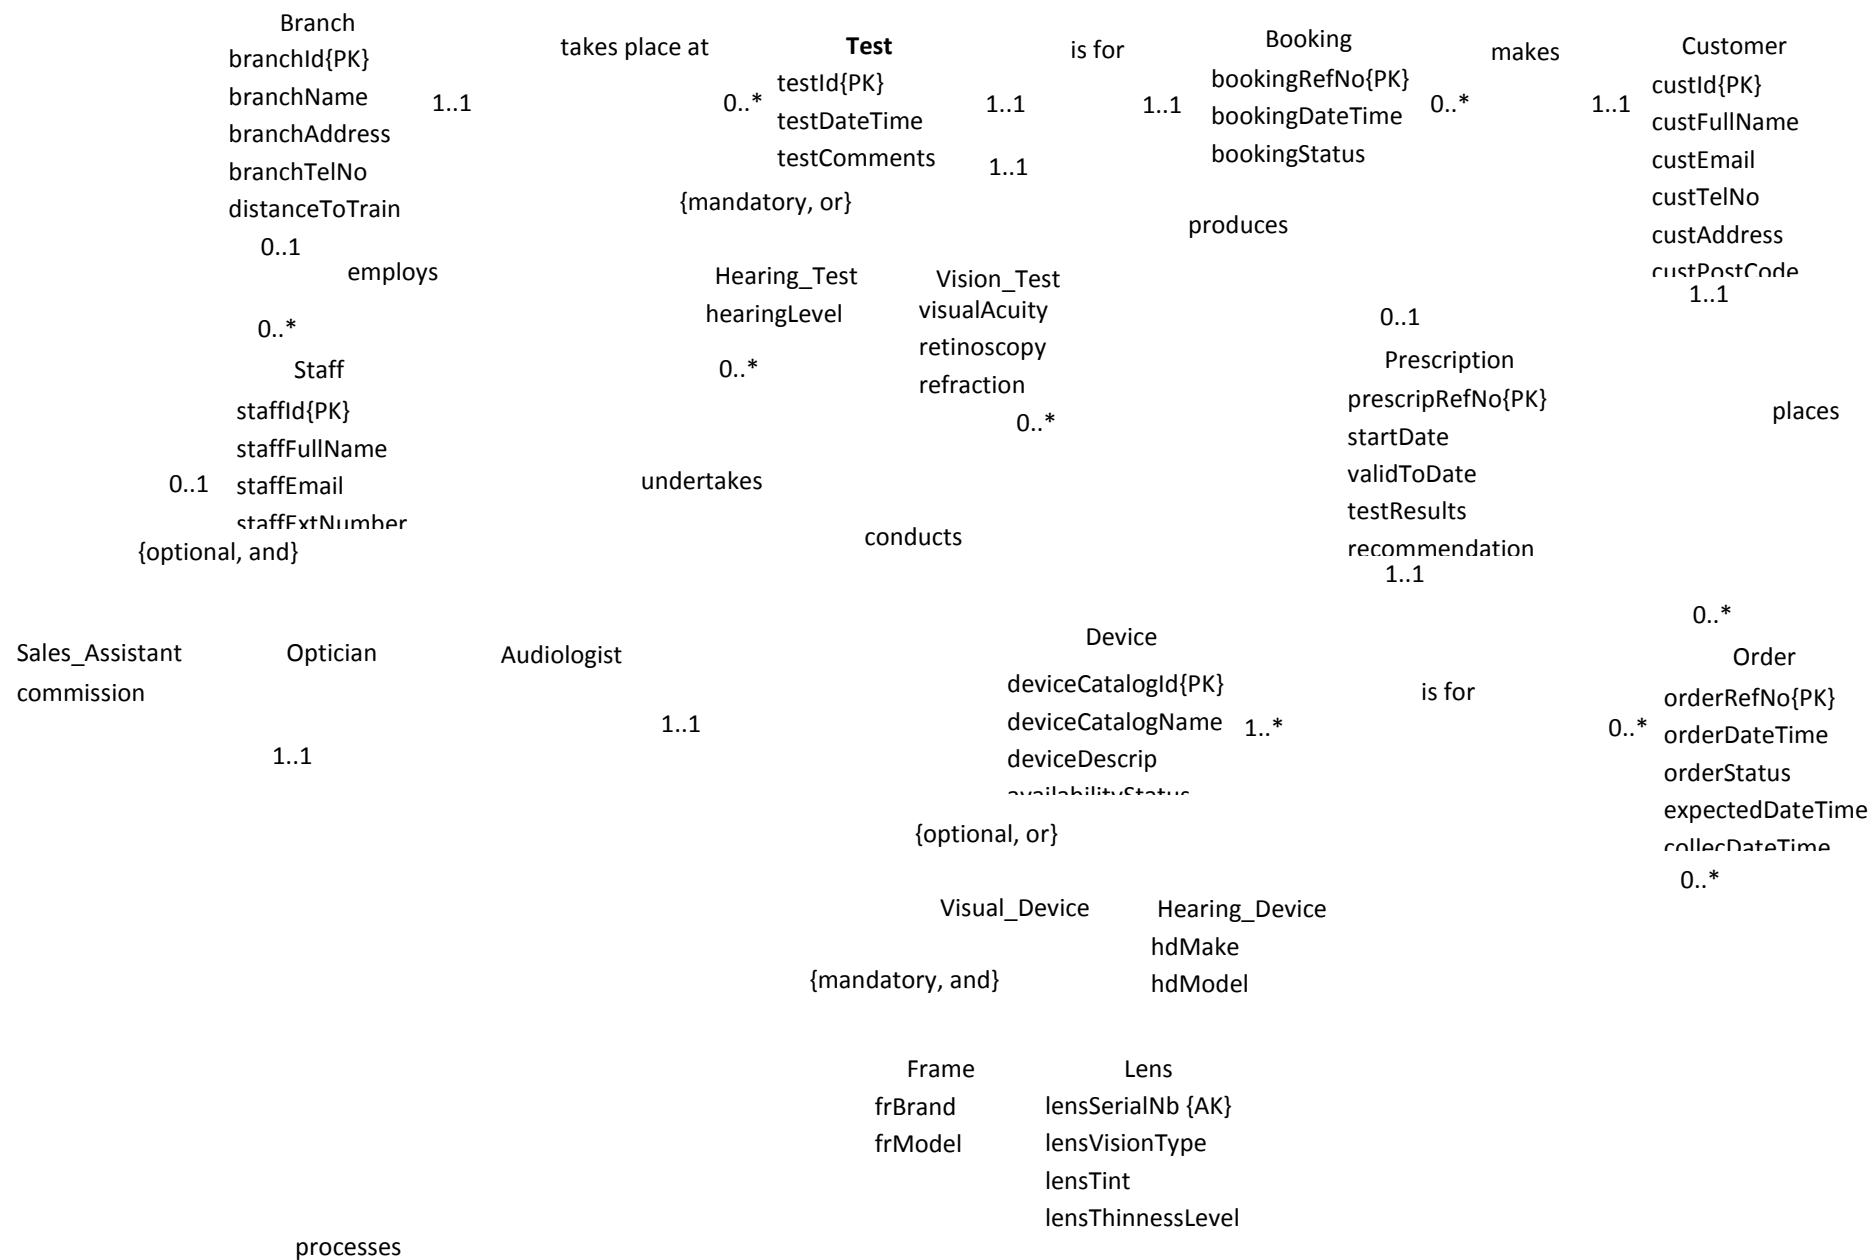 Branch
branchId{PK}
branchName
branchAddress
branchTelNo
distanceToTrain
1..1
takes place at
0..*
Test
testId{PK}
testDateTime
testComments
1..1
1..1
is for
1..1
Booking
bookingRefNo{PK}
bookingDateTime
bookingStatus
0..*
makes
1..1
Customer
custId{PK}
custFullName
custEmail
custTelNo
custAddress
custPostCode
1..1
{mandatory, or}
produces
0..1
employs
0..*
Hearing_Test
hearingLevel
0..*
Vision_Test
visualAcuity
retinoscopy
refraction
0..*
0..1
Prescription
prescripRefNo{PK}
startDate
validToDate
testResults
recommendation
1..1
places
Staff
staffId{PK}
staffFullName
0..1
staffEmail
staffExtNumber
{optional, and}
undertakes
conducts
0..*
Sales_Assistant
commission
Optician
1..1
Audiologist
1..1
Device
deviceCatalogId{PK}
deviceCatalogName
deviceDescrip
availabilityStatus
1..*
is for
0..*
Order
orderRefNo{PK}
orderDateTime
orderStatus
expectedDateTime
collecDateTime
0..*
{optional, or}
Visual_Device
Hearing_Device
hdMake
hdModel
{mandatory, and}
Frame
frBrand
frModel
Lens
lensSerialNb {AK}
lensVisionType
lensTint
lensThinnessLevel
processes